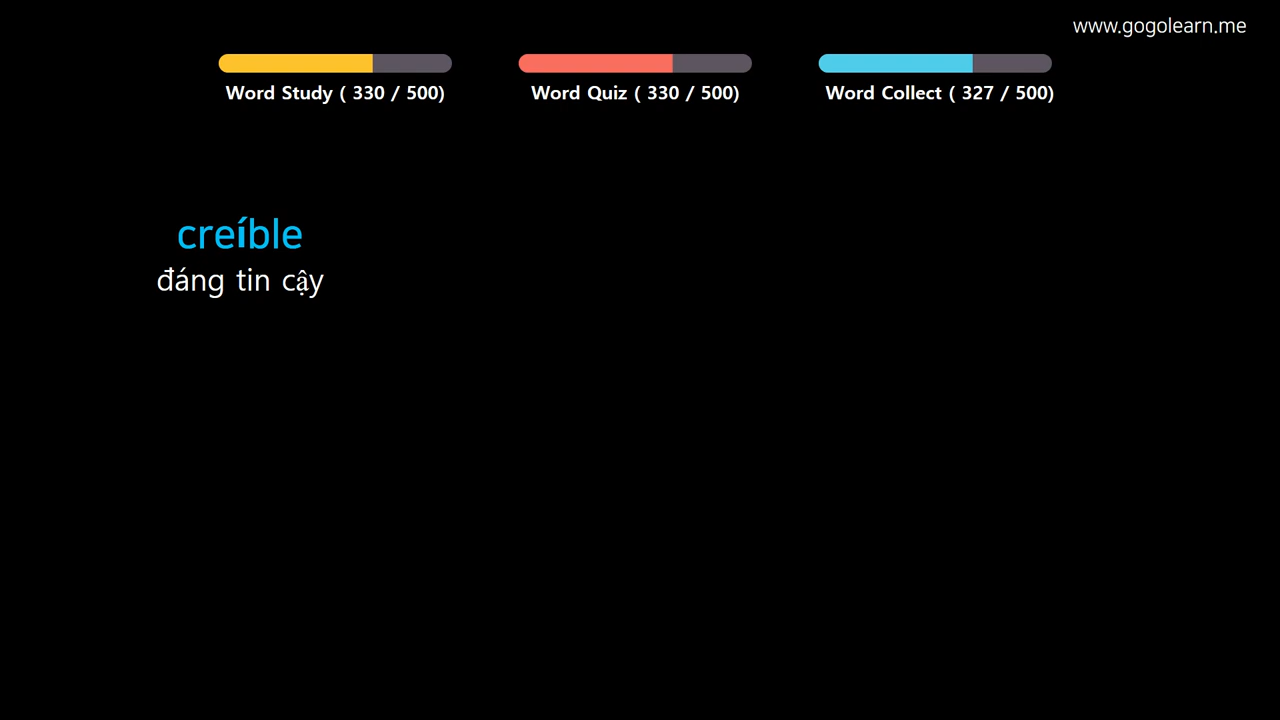 www.gogolearn.me
Word Study ( 330 / 500)
Word Quiz ( 330 / 500)
Word Collect ( 327 / 500)
creíble
đáng tin cậy